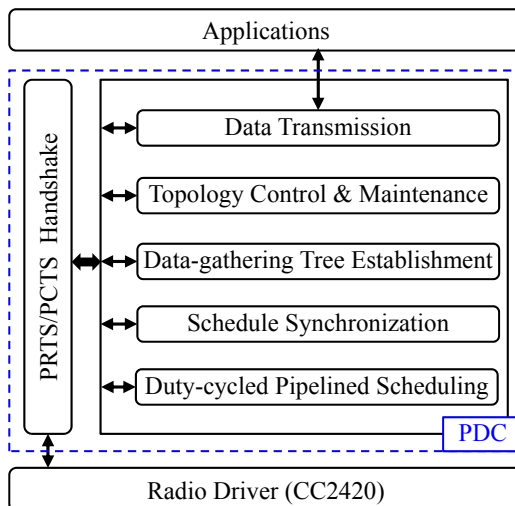 Applications
PRTS/PCTS Handshake
Data Transmission
Topology Control & Maintenance
Data-gathering Tree Establishment
Schedule Synchronization
Duty-cycled Pipelined Scheduling
PDC
Radio Driver (CC2420)